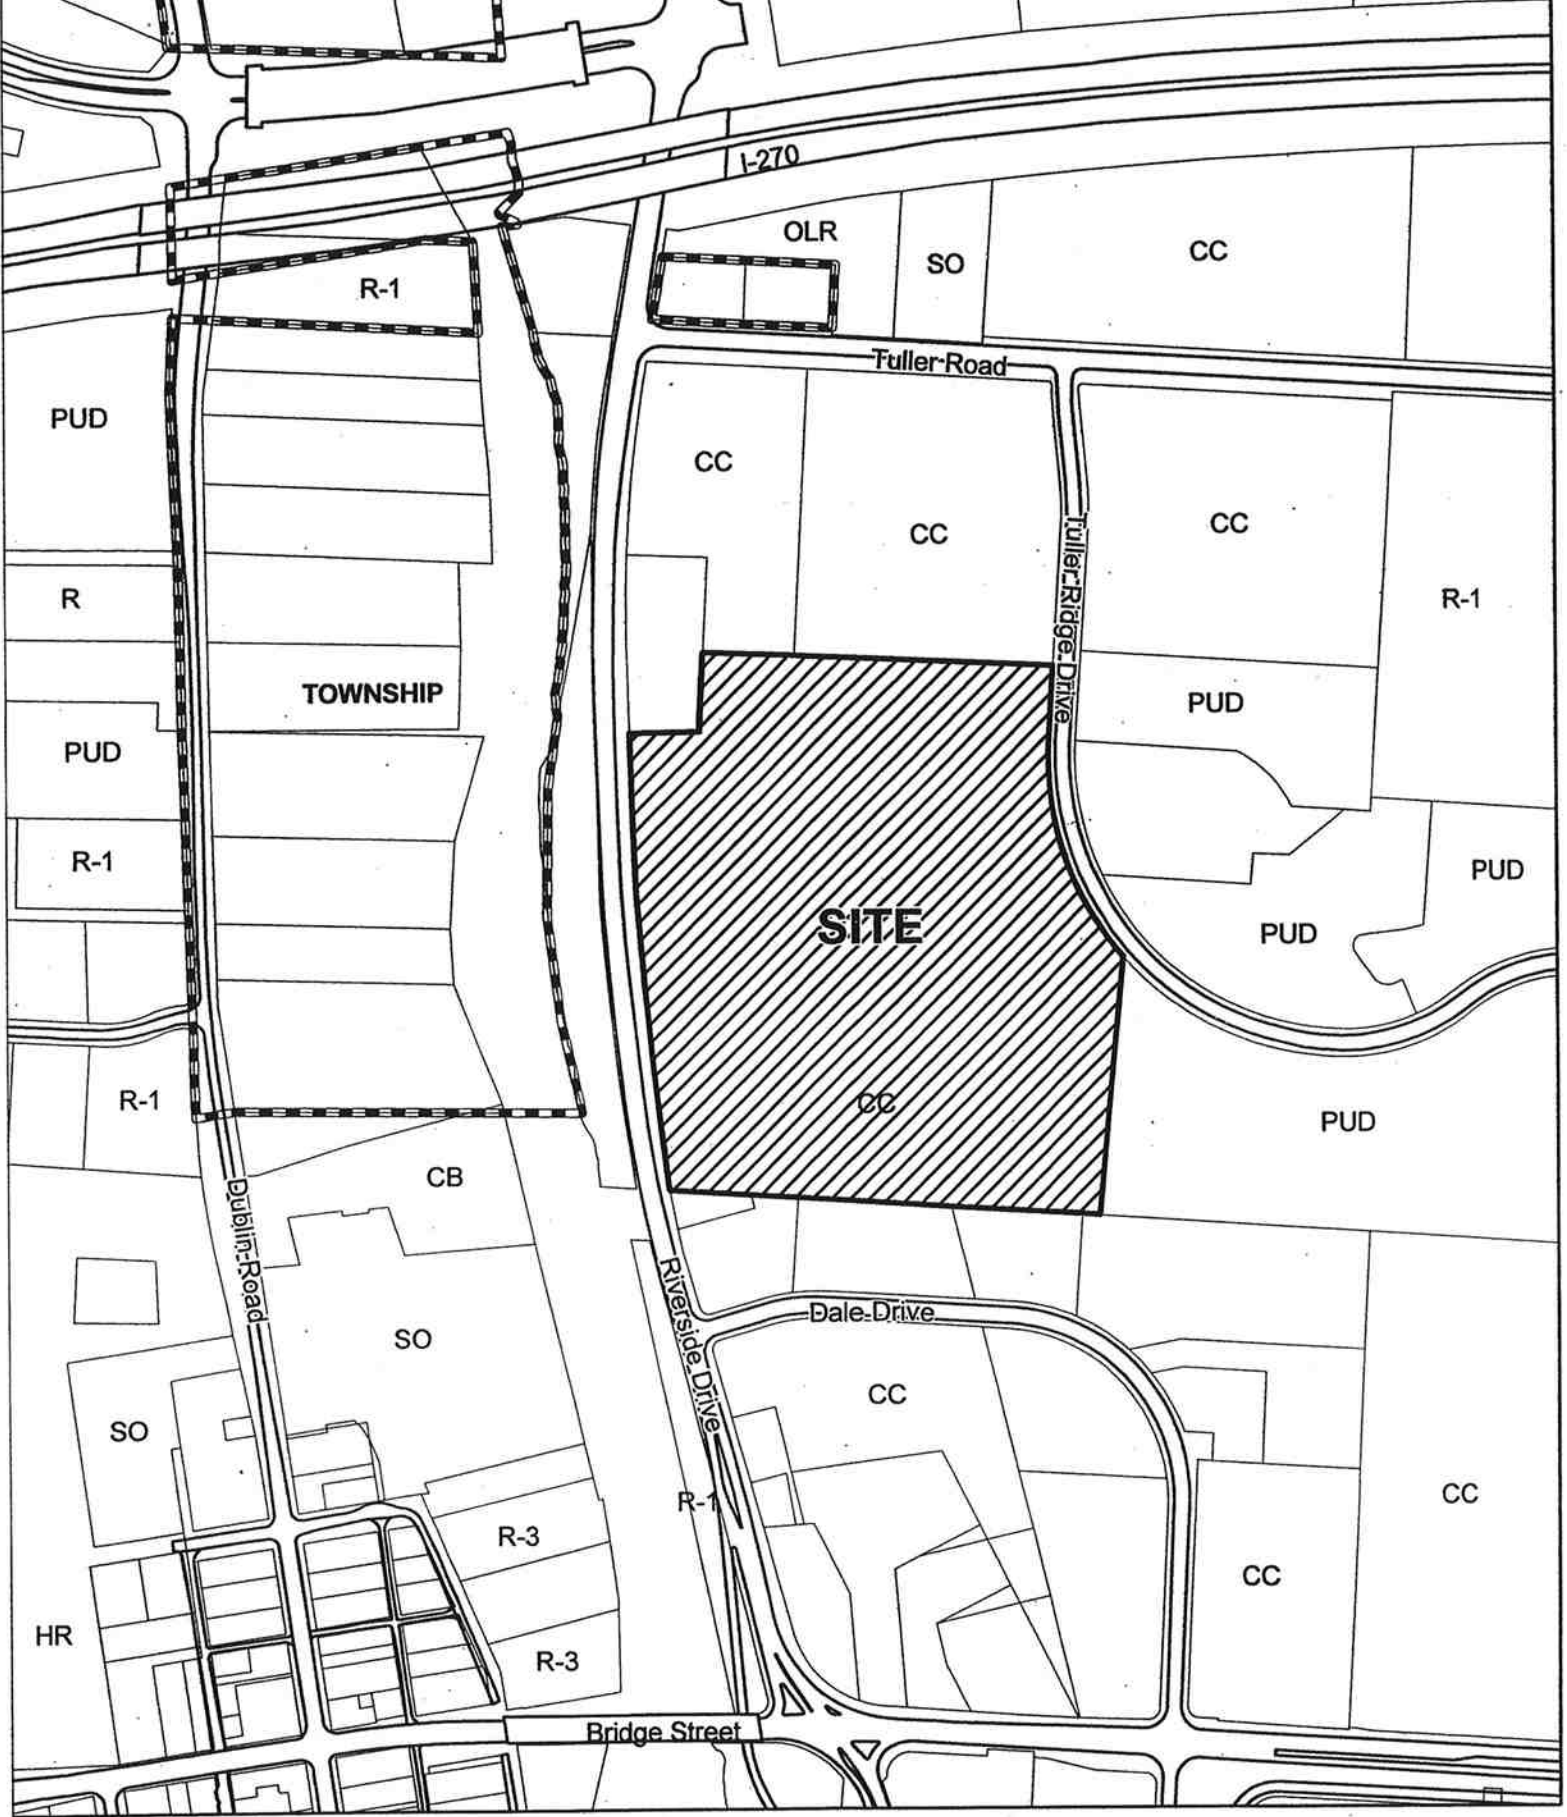 I-270
OLR
SO
CC
R-1
Tuller Road
PUD
CC
CC
CC
Tuller Ridge Drive
R
R-1
TOWNSHIP
PUD
PUD
R-1
PUD
SITE
PUD
R-1
CC
PUD
CB
Dublin Road
Riverside Drive
Dale Drive
SO
CC
SO
R-1
CC
R-3
CC
HR
R-3
Bridge Street